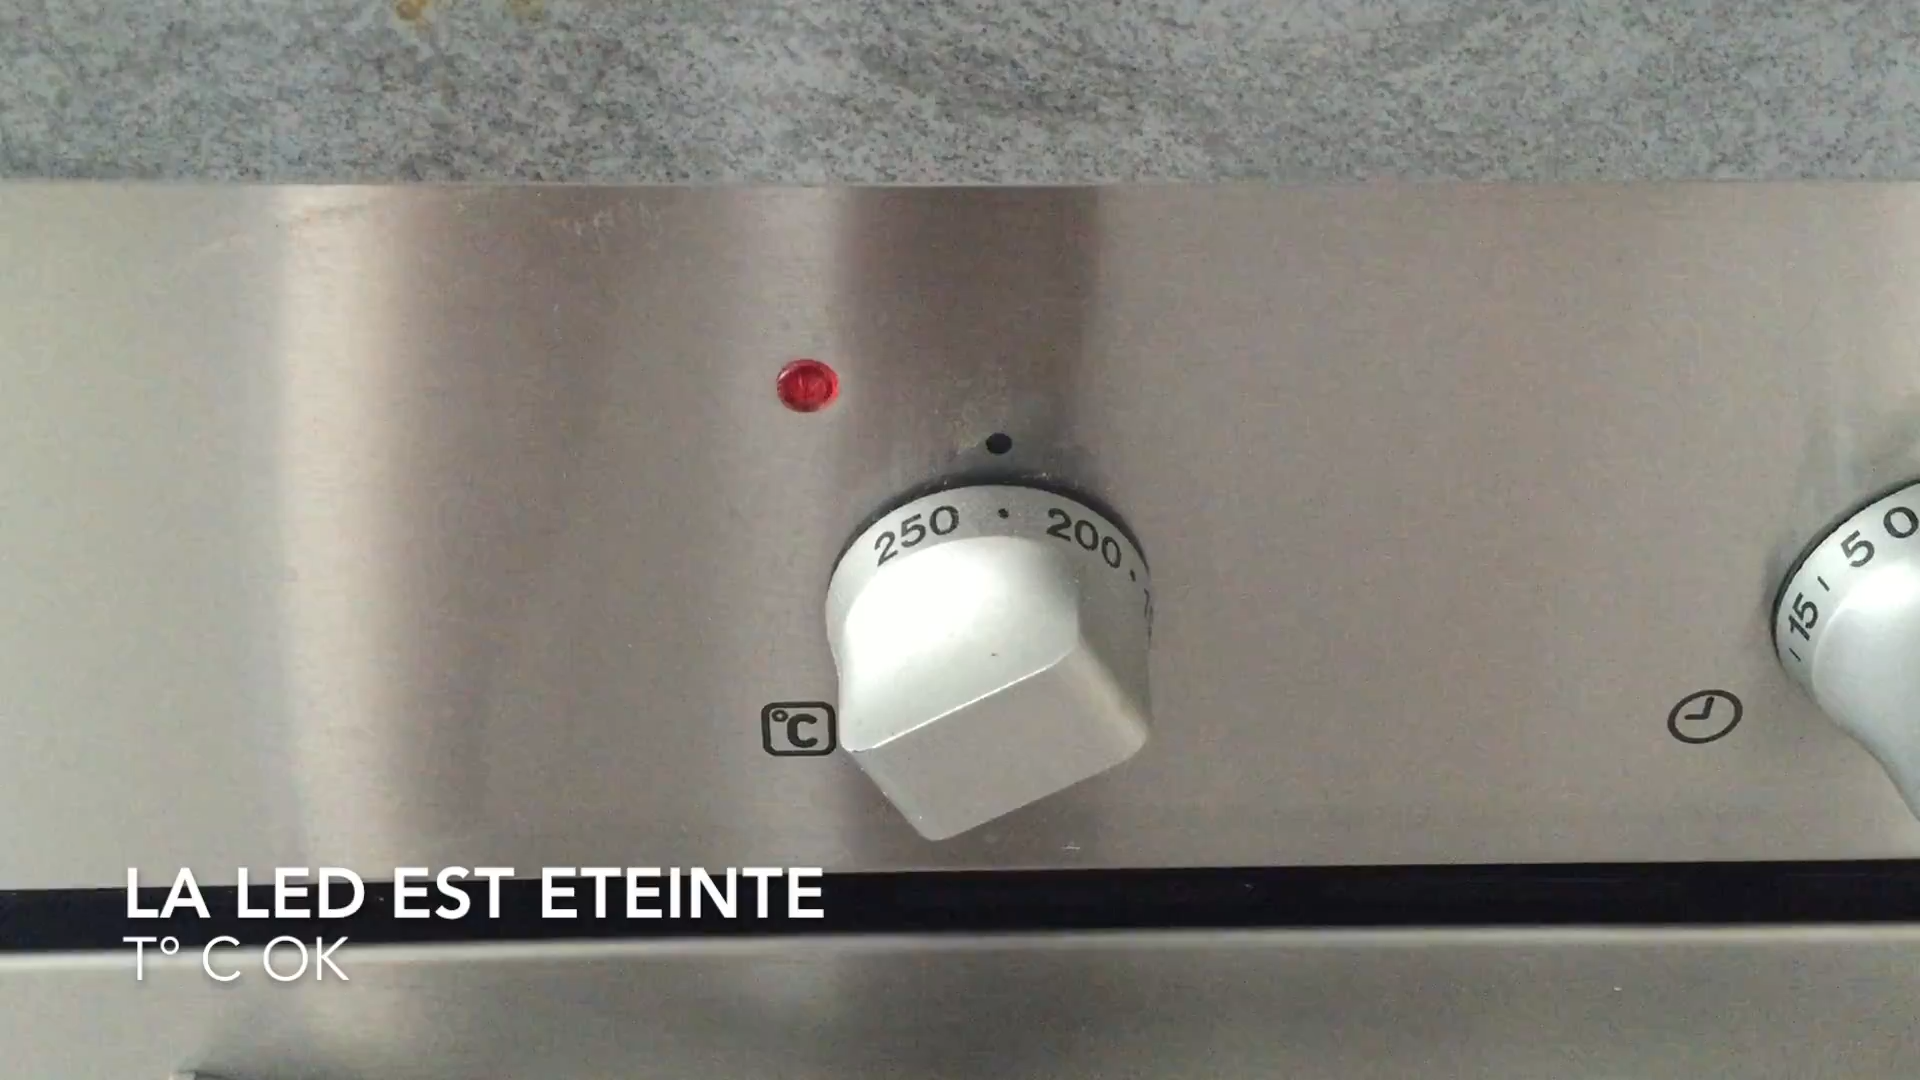 250 · 200 ·
50
15
°C
LA LED EST ETEINTE
T° C OK